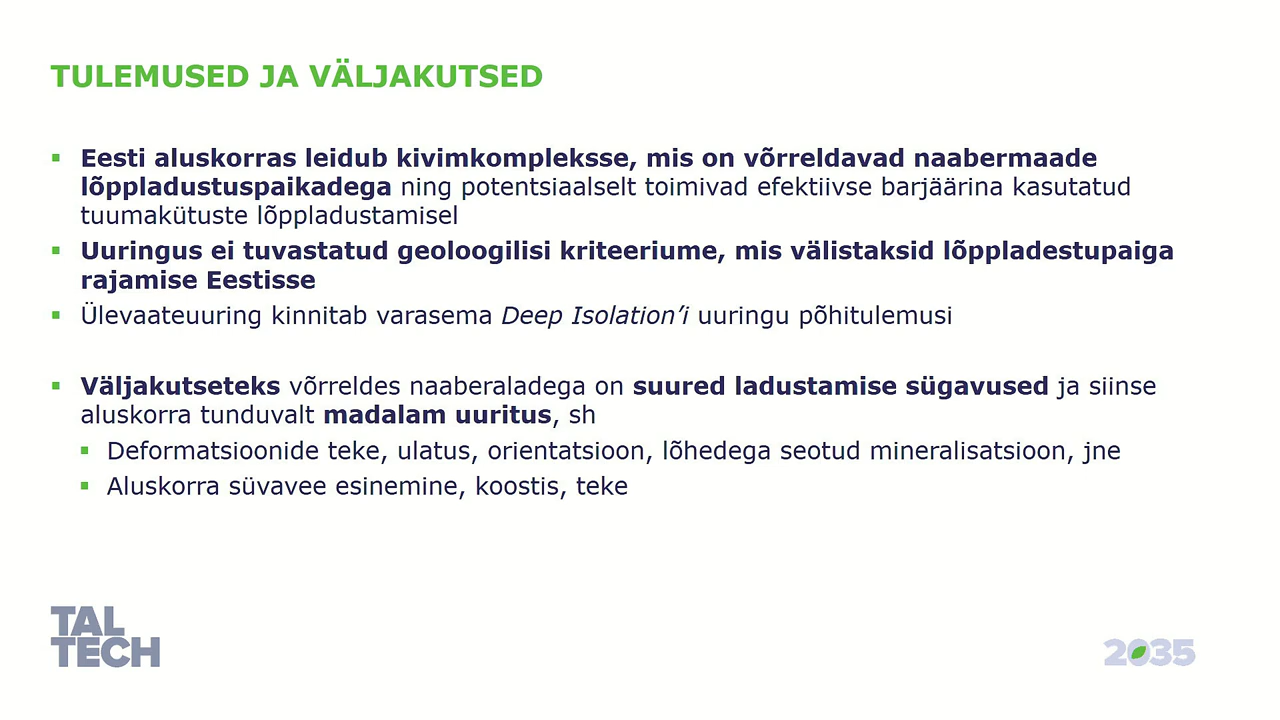 TULEMUSED JA VÄLJAKUTSED
Eesti aluskorras leidub kivimkompleksse, mis on võrreldavad naabermaade
lõppladustuspaikadega ning potentsiaalselt toimivad efektiivse barjäärina kasutatud
tuumakütuste lõppladustamisel
Uuringus ei tuvastatud geoloogilisi kriteeriume, mis välistaksid lõppladestupaiga
rajamise Eestisse
Ülevaateuuring kinnitab varasema Deep Isolation’i uuringu põhitulemusi
Väljakutseteks võrreldes naaberaladega on suured ladustamise sügavused ja siinse
aluskorra tunduvalt madalam uuritus, sh
Deformatsioonide teke, ulatus, orientatsioon, lõhedega seotud mineralisatsioon, jne
Aluskorra süvavee esinemine, koostis, teke
TAL
TECH
2035